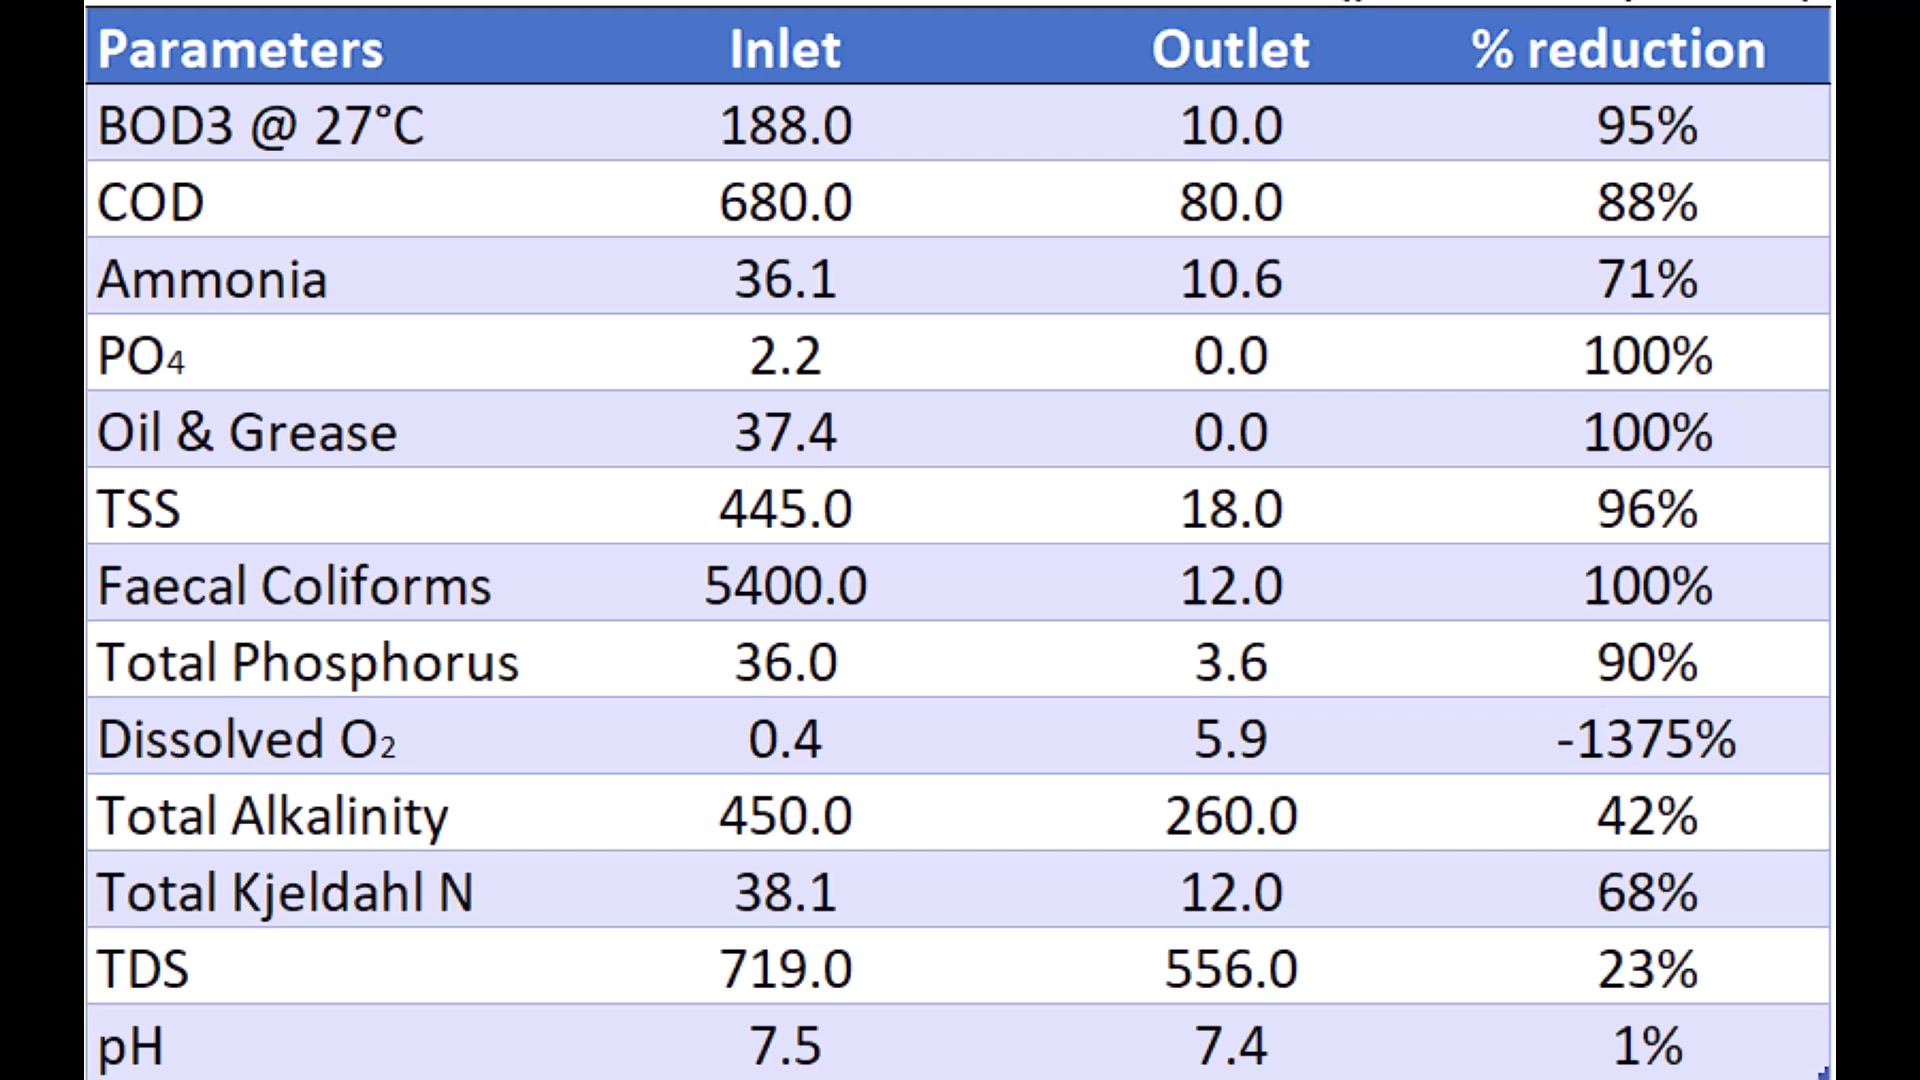 Parameters Inlet Outlet % reduction
BOD3 @ 27°C 188.0 10.0 95%
COD 680.0 80.0 88%
Ammonia 36.1 10.6 71%
PO₄ 2.2 0.0 100%
Oil & Grease 37.4 0.0 100%
TSS 445.0 18.0 96%
Faecal Coliforms 5400.0 12.0 100%
Total Phosphorus 36.0 3.6 90%
Dissolved O₂ 0.4 5.9 -1375%
Total Alkalinity 450.0 260.0 42%
Total Kjeldahl N 38.1 12.0 68%
TDS 719.0 556.0 23%
pH 7.5 7.4 1%